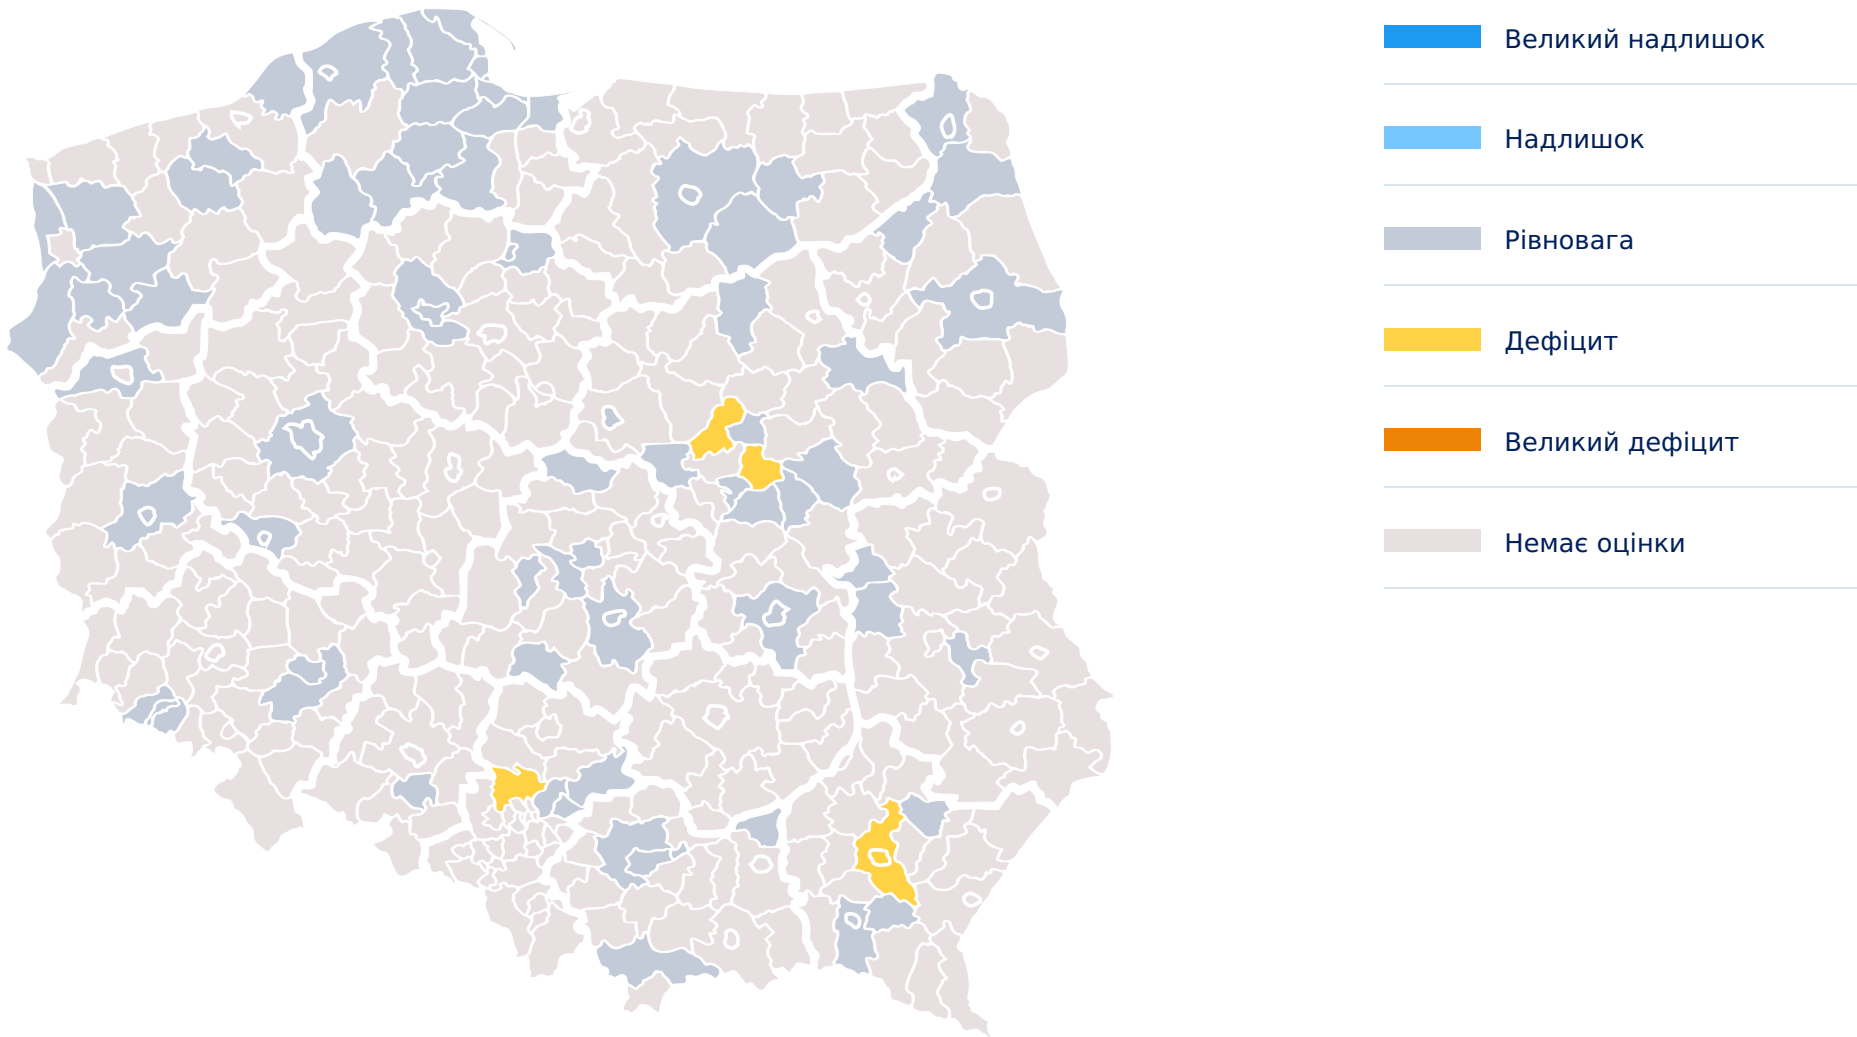 Великий надлишок
Надлишок
Рівновага
Дефіцит
Великий дефіцит
Немає оцінки